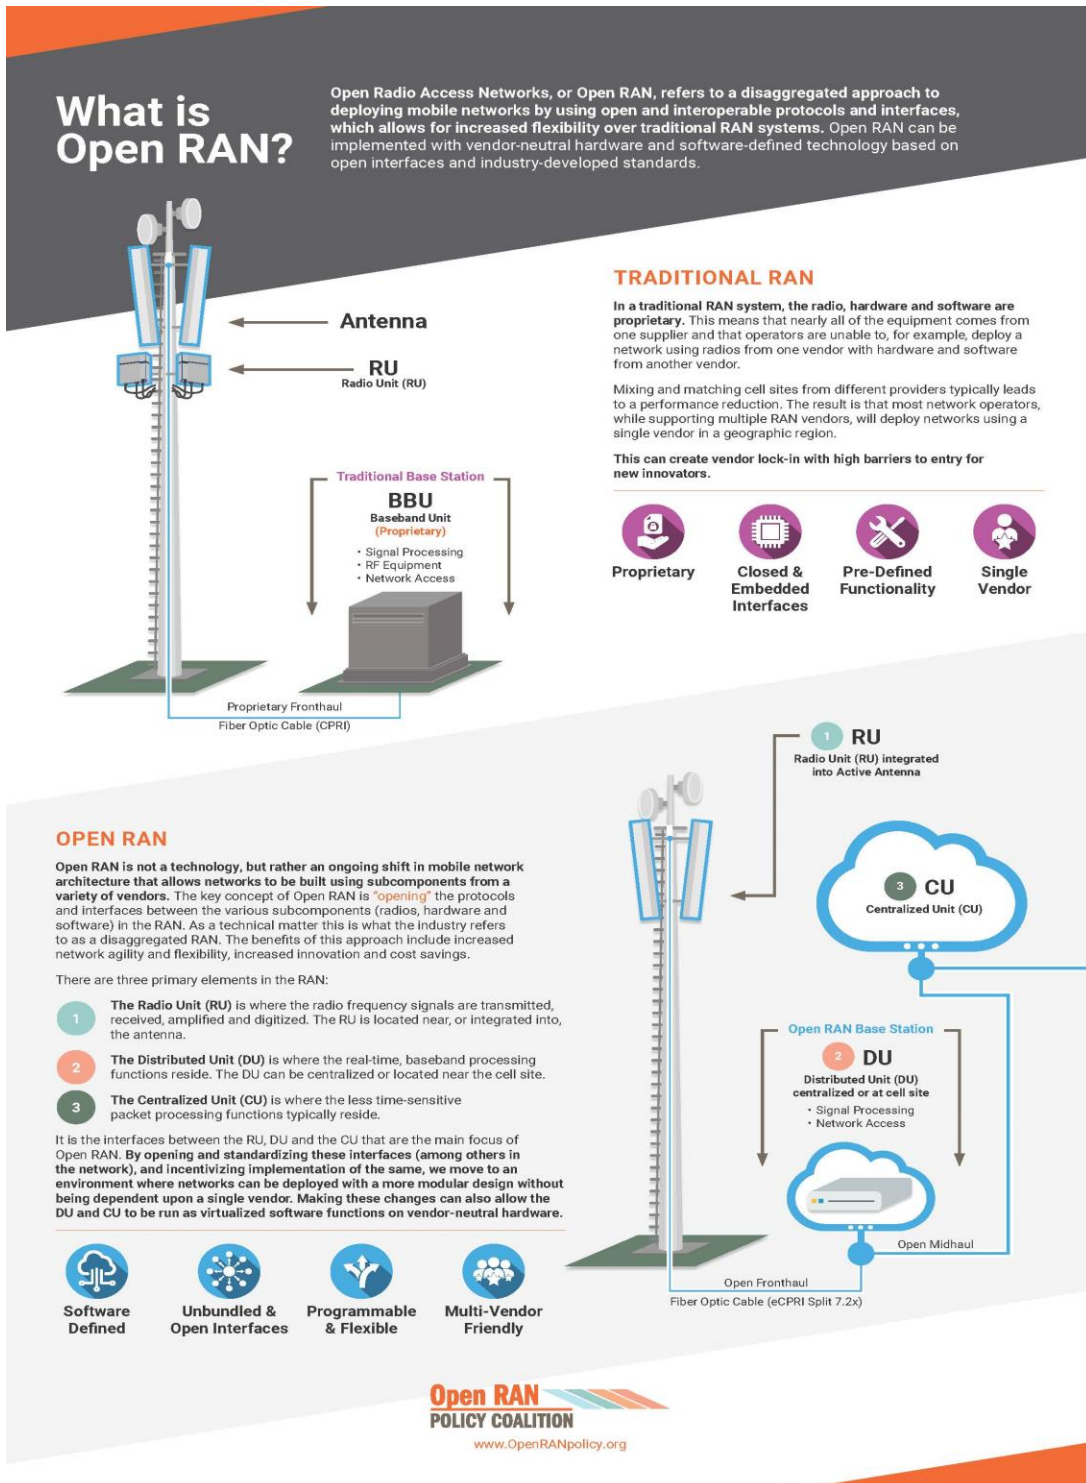 What is
Open RAN?
Open Radio Access Networks, or Open RAN, refers to a disaggregated approach to
deploying mobile networks by using open and interoperable protocols and interfaces,
which allows for increased flexibility over traditional RAN systems. Open RAN can be
implemented with vendor-neutral hardware and software-defined technology based on
open interfaces and industry-developed standards.
Antenna
RU
Radio Unit (RU)
Traditional Base Station
BBU
Baseband Unit
(Proprietary)
• Signal Processing
• RF Equipment
• Network Access
Proprietary Fronthaul
Fiber Optic Cable (CPRI)
TRADITIONAL RAN
In a traditional RAN system, the radio, hardware and software are
proprietary. This means that nearly all of the equipment comes from
one supplier and that operators are unable to, for example, deploy a
network using radios from one vendor with hardware and software
from another vendor.
Mixing and matching cell sites from different providers typically leads
to a performance reduction. The result is that most network operators,
while supporting multiple RAN vendors, will deploy networks using a
single vendor in a geographic region.
This can create vendor lock-in with high barriers to entry for
new innovators.
Proprietary
Closed &
Embedded
Interfaces
Pre-Defined
Functionality
Single
Vendor
OPEN RAN
Open RAN is not a technology, but rather an ongoing shift in mobile network
architecture that allows networks to be built using subcomponents from a
variety of vendors. The key concept of Open RAN is "opening" the protocols
and interfaces between the various subcomponents (radios, hardware and
software) in the RAN. As a technical matter this is what the industry refers
to as a disaggregated RAN. The benefits of this approach include increased
network agility and flexibility, increased innovation and cost savings.
There are three primary elements in the RAN:
1
The Radio Unit (RU) is where the radio frequency signals are transmitted,
received, amplified and digitized. The RU is located near, or integrated into,
the antenna.
2
The Distributed Unit (DU) is where the real-time, baseband processing
functions reside. The DU can be centralized or located near the cell site.
3
The Centralized Unit (CU) is where the less time-sensitive
packet processing functions typically reside.
It is the interfaces between the RU, DU and the CU that are the main focus of
Open RAN. By opening and standardizing these interfaces (among others in
the network), and incentivizing implementation of the same, we move to an
environment where networks can be deployed with a more modular design without
being dependent upon a single vendor. Making these changes can also allow the
DU and CU to be run as virtualized software functions on vendor-neutral hardware.
Software
Defined
Unbundled &
Open Interfaces
Programmable
& Flexible
Multi-Vendor
Friendly
1 RU
Radio Unit (RU) integrated
into Active Antenna
3 CU
Centralized Unit (CU)
Open RAN Base Station
2 DU
Distributed Unit (DU)
centralized or at cell site
• Signal Processing
• Network Access
Open Midhaul
Open Fronthaul
Fiber Optic Cable (eCPRI Split 7.2x)
Open RAN
POLICY COALITION
www.OpenRANpolicy.org